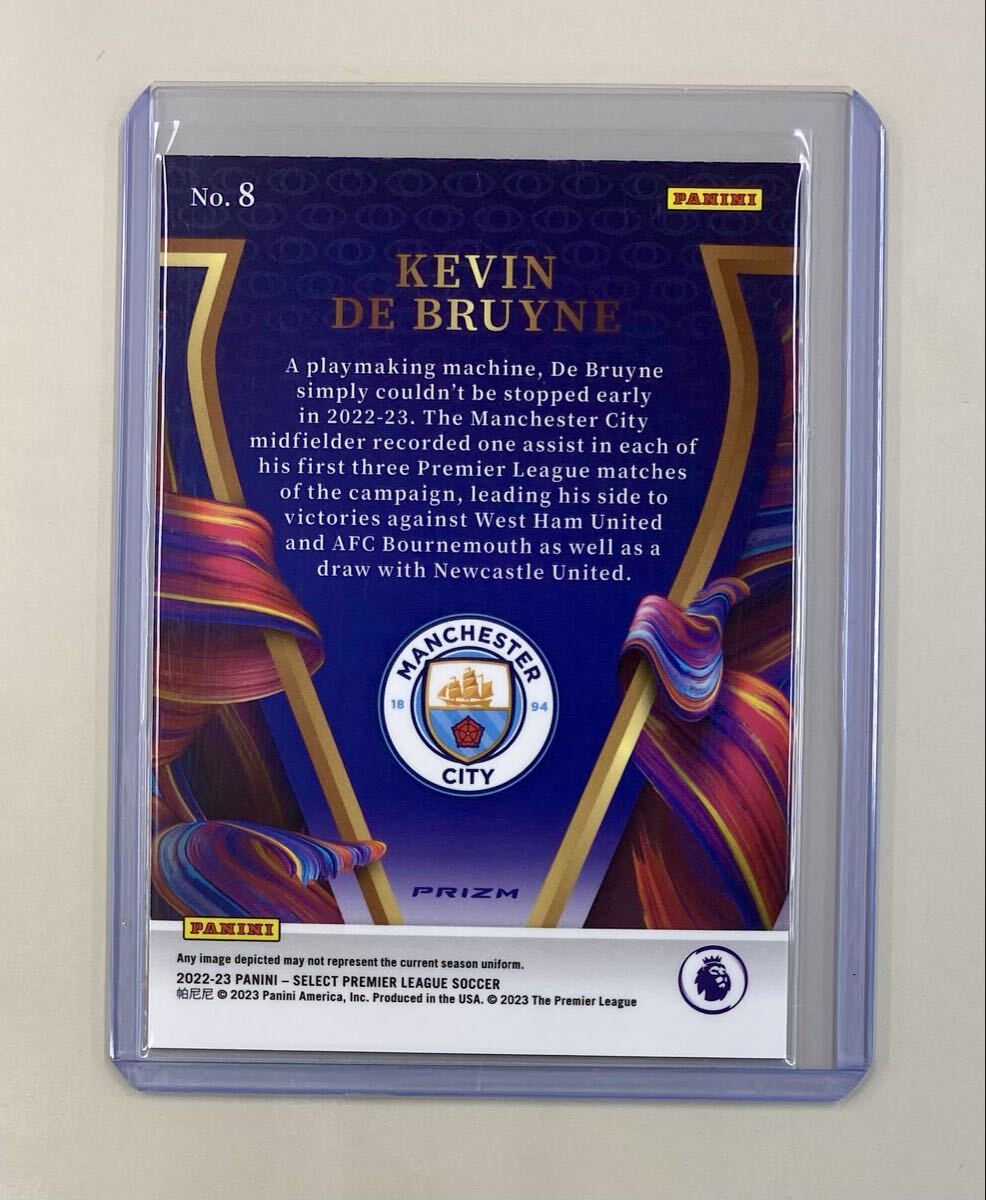 No. 8
PANINI
KEVIN
DE BRUYNE
A playmaking machine, De Bruyne
simply couldn't be stopped early
in 2022-23. The Manchester City
midfielder recorded one assist in each of
his first three Premier League matches
of the campaign, leading his side to
victories against West Ham United
and AFC Bournemouth as well as a
draw with Newcastle United.
MANCHESTER
18 94
CITY
PRIZM
PANINI
Any image depicted may not represent the current season uniform.
2022-23 PANINI – SELECT PREMIER LEAGUE SOCCER
帕尼尼 © 2023 Panini America, Inc. Produced in the USA. © 2023 The Premier League